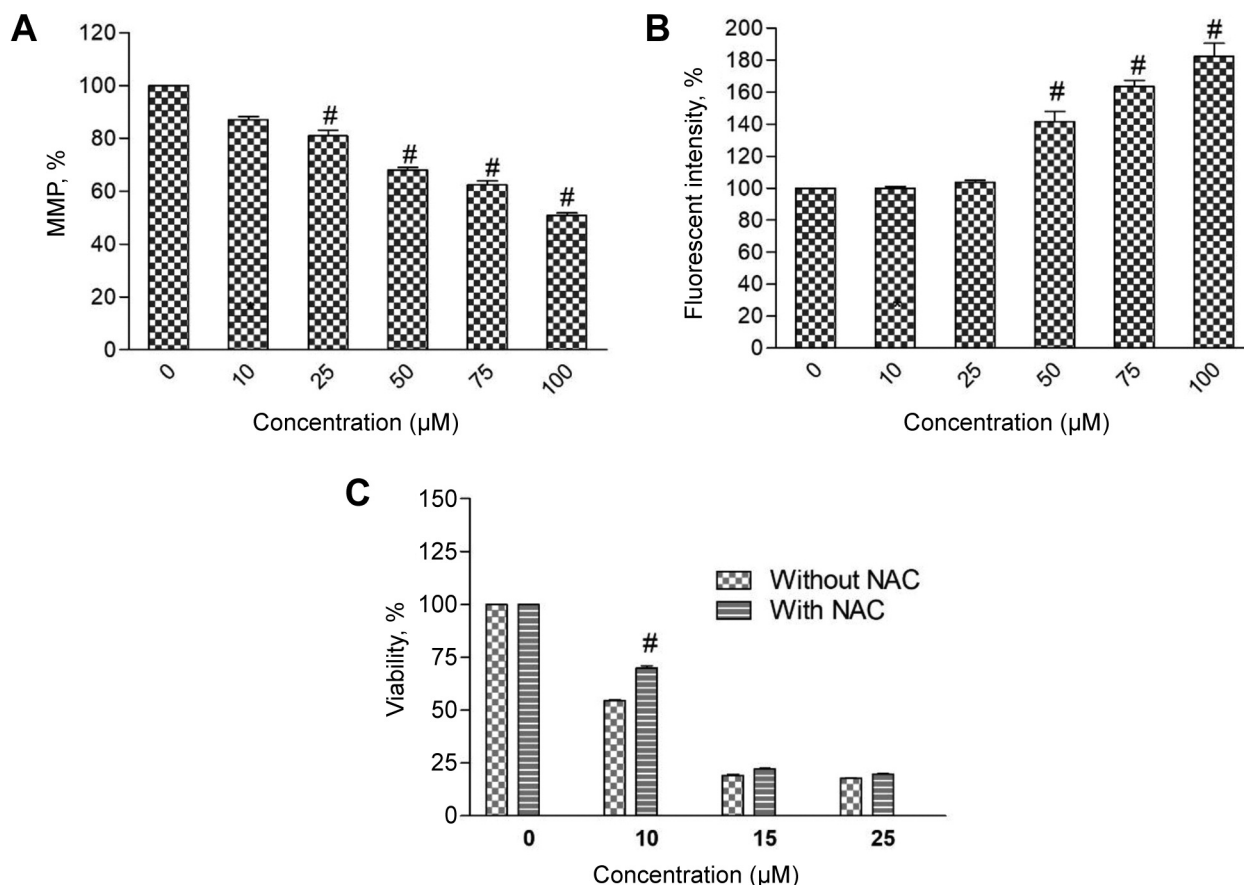 A
MMP, %
120
100
80
60
40
20
0
# # # #
0 10 25 50 75 100
Concentration (µM)
B
Fluorescent intensity, %
200
180
160
140
120
100
80
60
40
20
0
# # #
0 10 25 50 75 100
Concentration (µM)
C
Viability, %
150
125
100
75
50
25
0
Without NAC
With NAC
#
0 10 15 25
Concentration (µM)